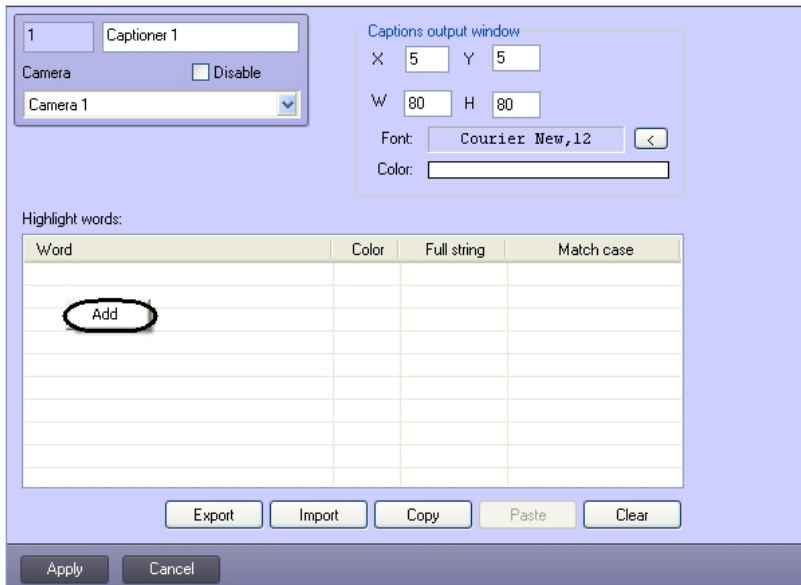 1 Captioner 1
Camera Disable
Camera 1
Captions output window
X 5 Y 5
W 80 H 80
Font: Courier New,12 <
Color:
Highlight words:
Word Color Full string Match case
Add
Export Import Copy Paste Clear
Apply Cancel